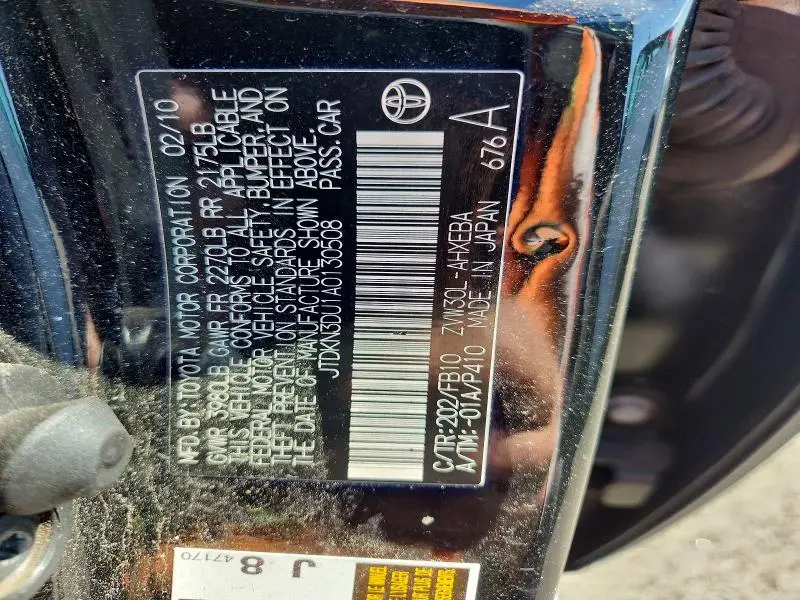 MFD BY: TOYOTA MOTOR CORPORATION 02/10
GVWR 3980LB GAWR FR 2270LB RR 2175LB
THIS VEHICLE CONFORMS TO ALL APPLICABLE
FEDERAL MOTOR VEHICLE SAFETY, BUMPER, AND
THEFT PREVENTION STANDARDS IN EFFECT ON
THE DATE OF MANUFACTURE SHOWN ABOVE.
JTDKN3DU1A0130508 PASS. CAR
C/TR:202/FB10 ZVW30L-AHXEBA
A/TM:-01A/P410 MADE IN JAPAN 676 A
J 8
47170